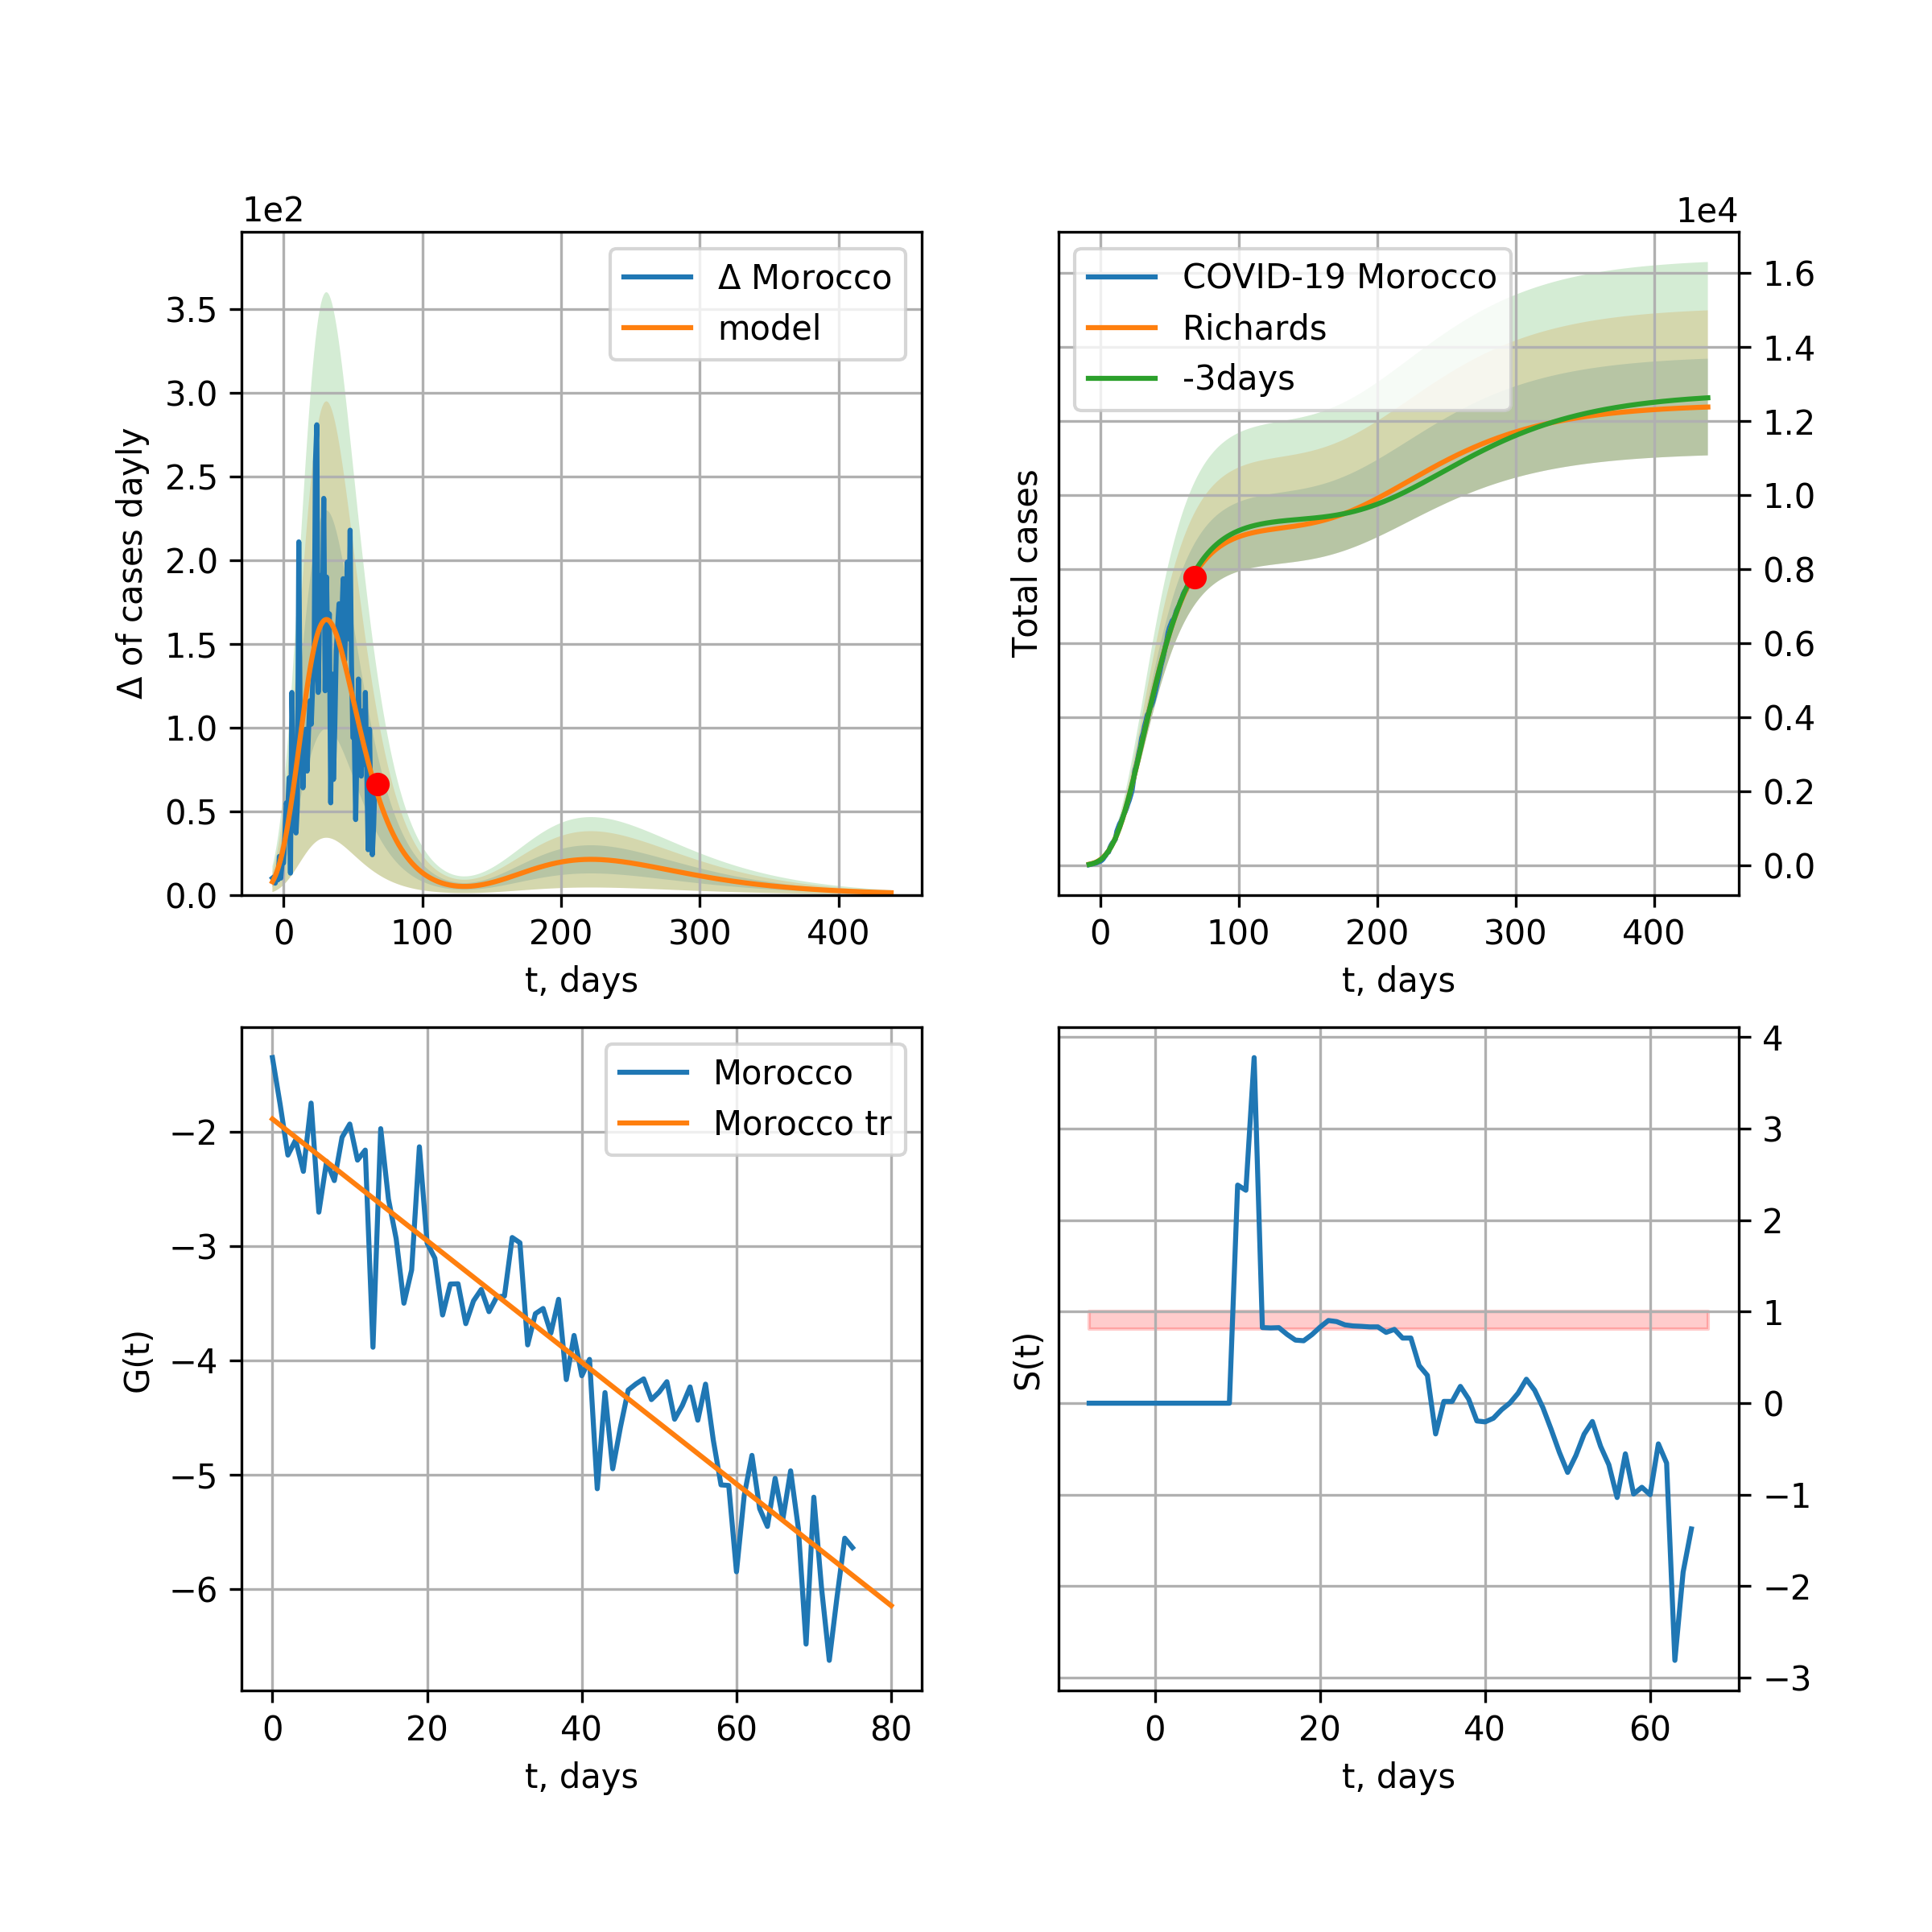 1e2
Δ of cases dayly
3.5
3.0
2.5
2.0
1.5
1.0
0.5
0.0
Δ Morocco
model
0 100 200 300 400
t, days
1e4
Total cases
COVID-19 Morocco
Richards
-3days
1.6
1.4
1.2
1.0
0.8
0.6
0.4
0.2
0.0
0 100 200 300 400
t, days
G(t)
−2
−3
−4
−5
−6
Morocco
Morocco tr
0 20 40 60 80
t, days
S(t)
4
3
2
1
0
−1
−2
−3
0 20 40 60
t, days